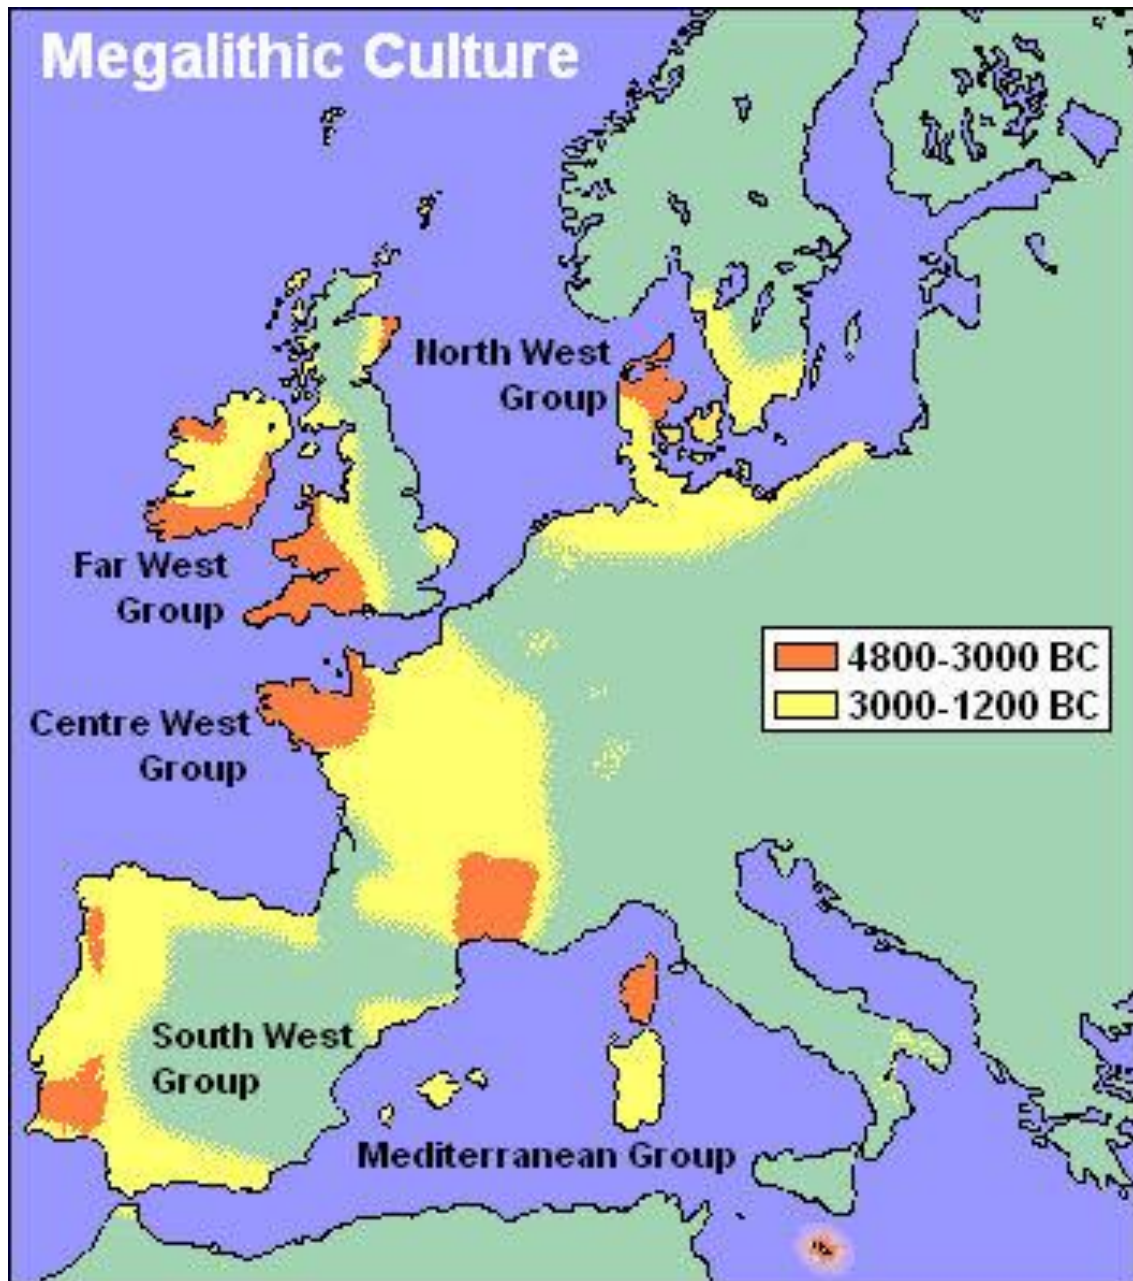 Megalithic Culture
North West
Group
Far West
Group
4800-3000 BC
3000-1200 BC
Centre West
Group
South West
Group
Mediterranean Group